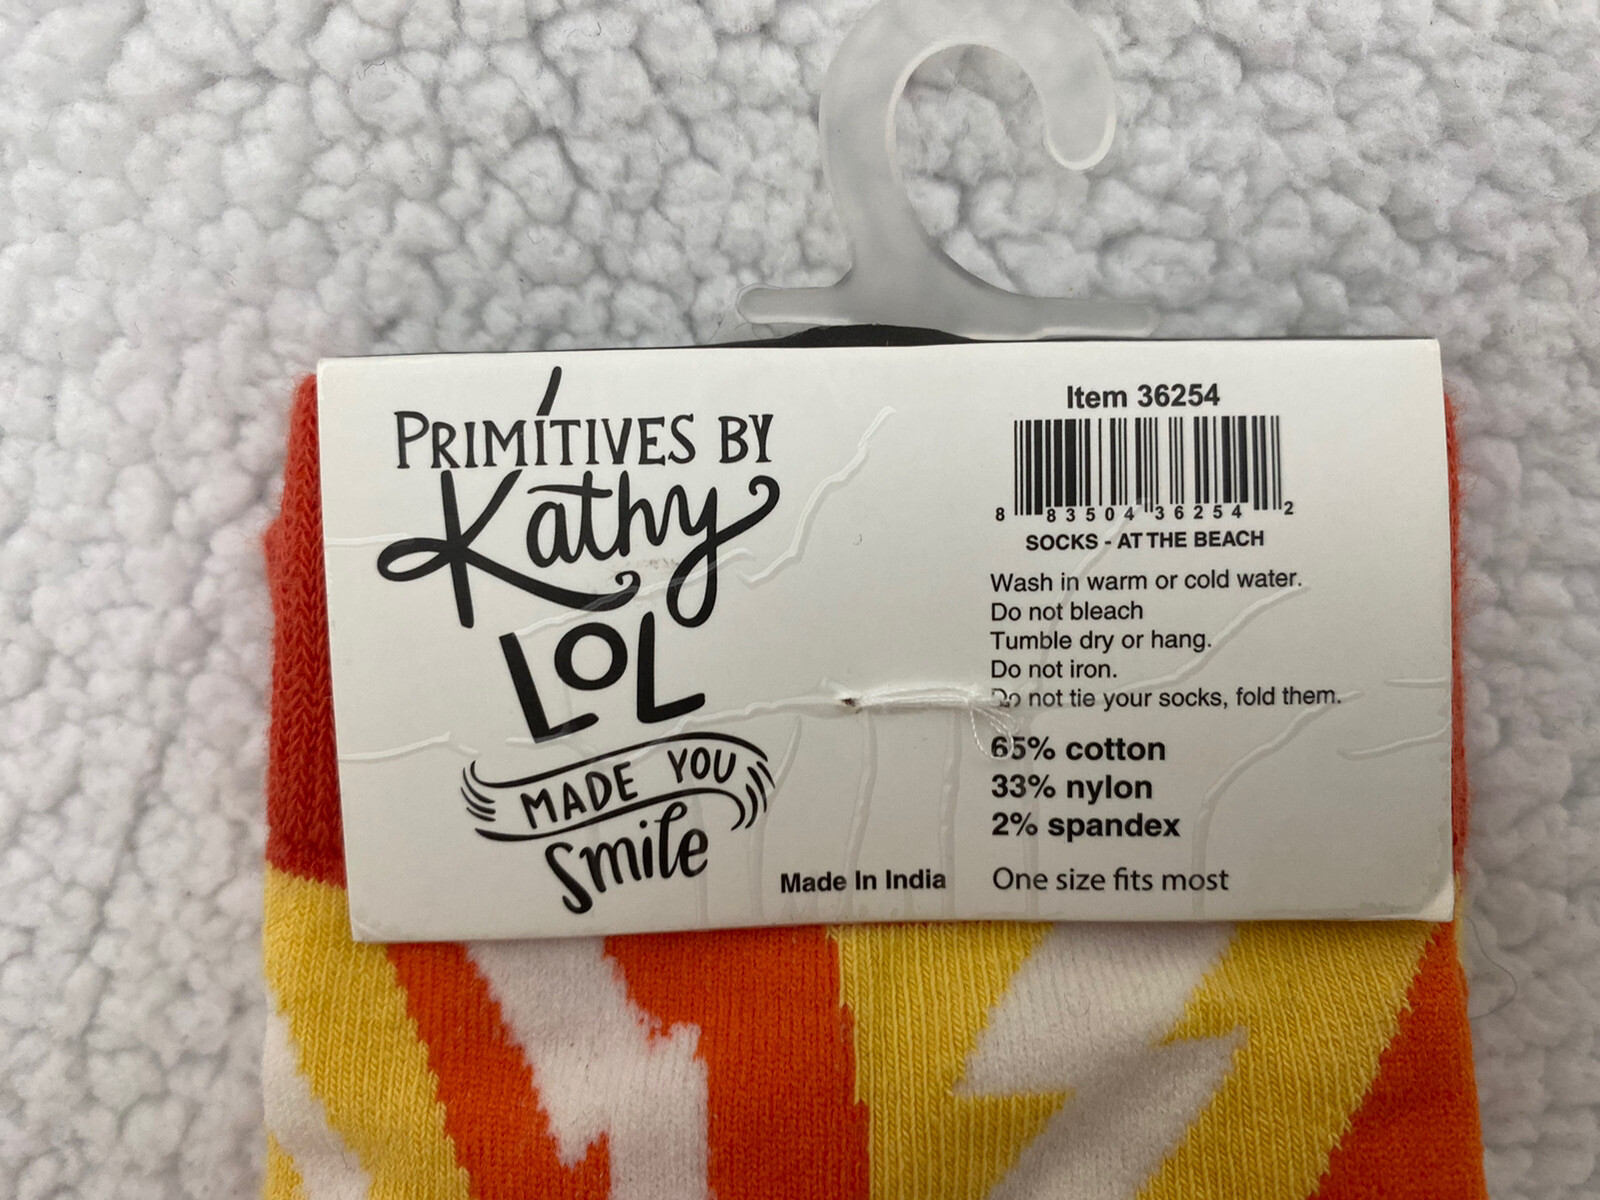 PRIMITIVES BY
Kathy
LOL
MADE YOU
smile
Item 36254
8 83504 36254 2
SOCKS - AT THE BEACH
Wash in warm or cold water.
Do not bleach
Tumble dry or hang.
Do not iron.
Do not tie your socks, fold them.
65% cotton
33% nylon
2% spandex
Made In India
One size fits most